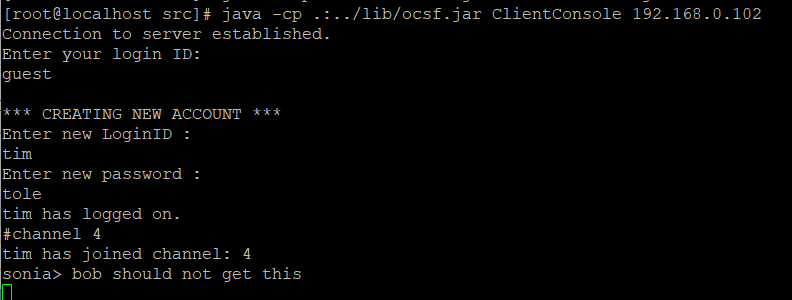 [root@localhost src]# java -cp .:../lib/ocsf.jar ClientConsole 192.168.0.102
Connection to server established.
Enter your login ID:
guest
*** CREATING NEW ACCOUNT ***
Enter new LoginID :
tim
Enter new password :
tole
tim has logged on.
#channel 4
tim has joined channel: 4
sonia> bob should not get this